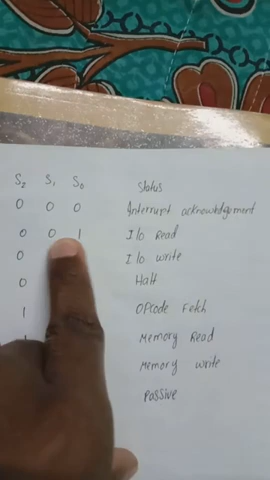 S2 S1 S0 Status
0 0 0 Interrupt acknowledgement
0 0 1 I/o Read
0 I/o write
0 Halt
1 Opcode Fetch
1 Memory Read
Memory write
Passive